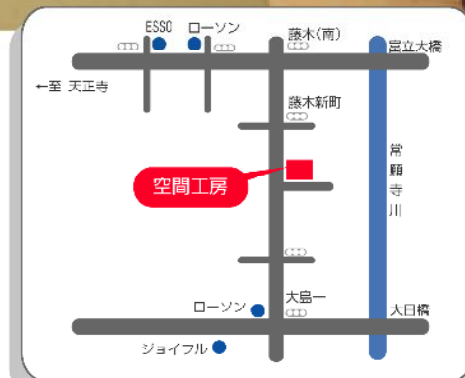 ESSO
ローソン
藤木(南)
富立大橋
←至 天正寺
藤木新町
常願寺川
空間工房
ローソン
大島一
大日橋
ジョイフル